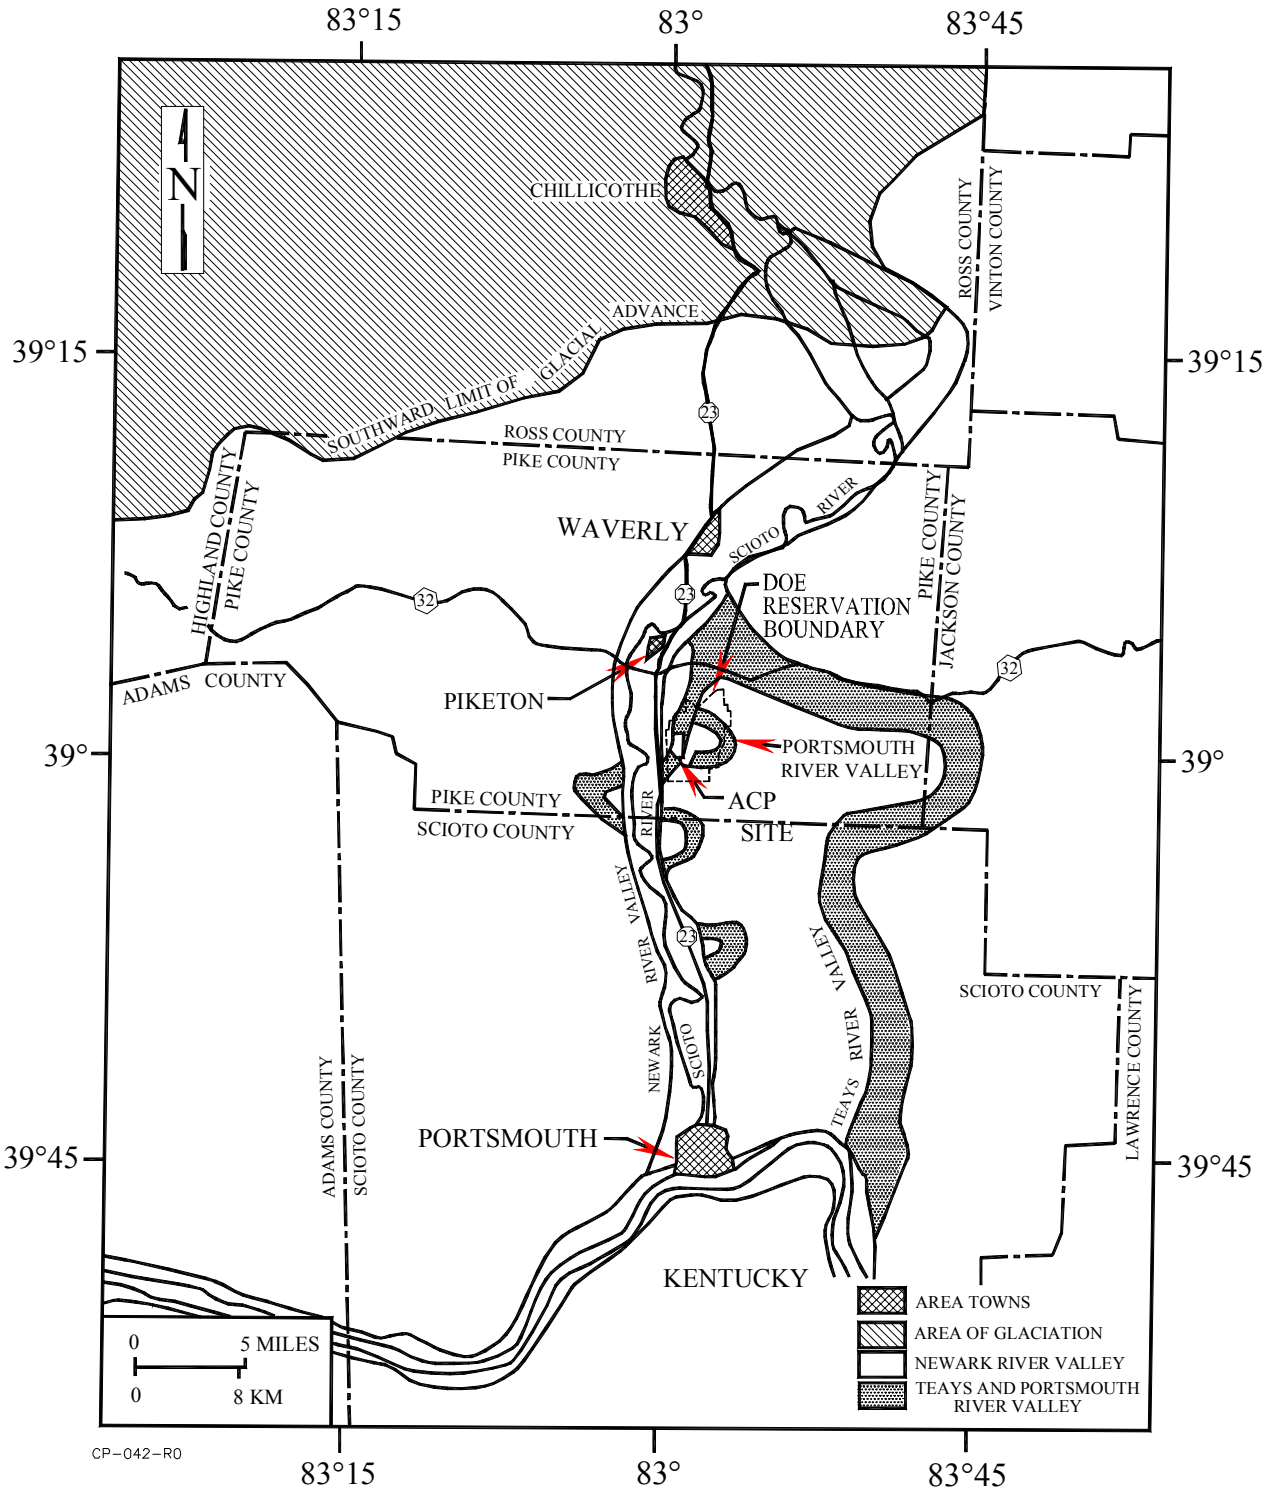 83°15
83°
83°45
N
CHILLICOTHE
ROSS COUNTY
VINTON COUNTY
ADVANCE
GLACIAL
SOUTHWARD LIMIT OF
39°15
39°15
23
ROSS COUNTY
PIKE COUNTY
HIGHLAND COUNTY
PIKE COUNTY
WAVERLY
SCIOTO RIVER
PIKE COUNTY
JACKSON COUNTY
DOE
RESERVATION
BOUNDARY
23
32
32
ADAMS COUNTY
PIKETON
39°
39°
PORTSMOUTH
RIVER VALLEY
ACP
SITE
PIKE COUNTY
SCIOTO COUNTY
RIVER
NEWARK RIVER VALLEY
23
SCIOTO
TEAYS RIVER VALLEY
SCIOTO COUNTY
LAWRENCE COUNTY
ADAMS COUNTY
SCIOTO COUNTY
PORTSMOUTH
39°45
39°45
KENTUCKY
AREA TOWNS
AREA OF GLACIATION
NEWARK RIVER VALLEY
TEAYS AND PORTSMOUTH
RIVER VALLEY
0 5 MILES
0 8 KM
CP-042-R0
83°15
83°
83°45